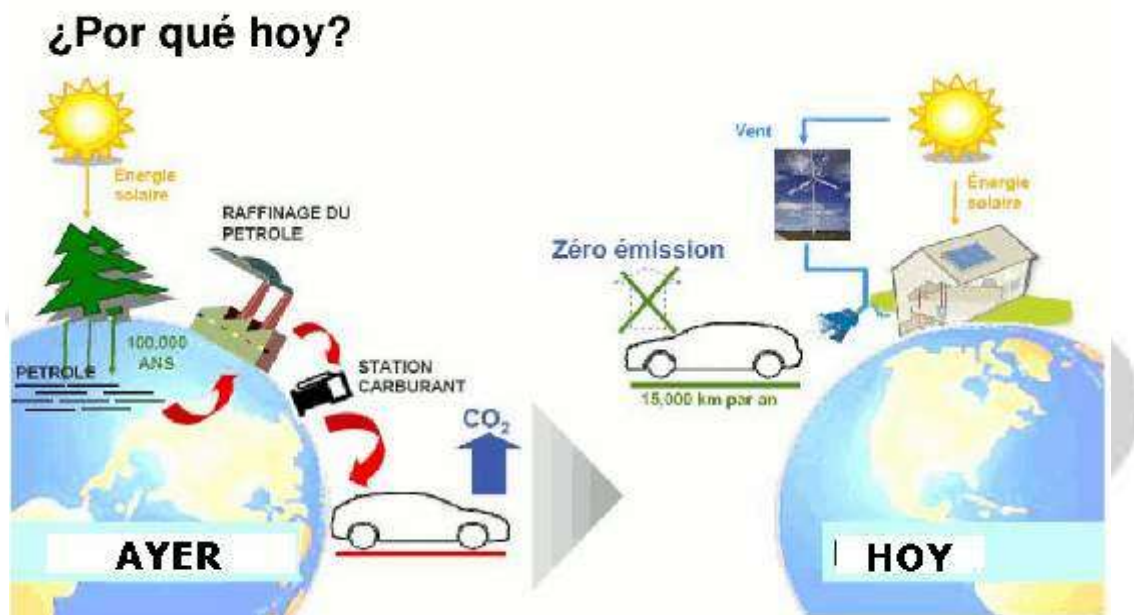 ¿Por qué hoy?
Énergie
solaire
RAFFINAGE DU
PETROLE
100,000
ANS
PETROLE
STATION
CARBURANT
CO₂
AYER
Vent
Énergie
solaire
Zéro émission
15,000 km par an
HOY